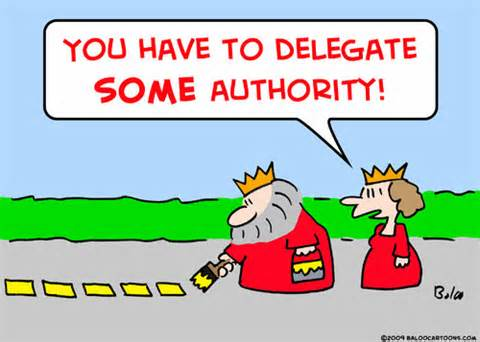 YOU HAVE TO DELEGATE
SOME AUTHORITY!
Baloo
©2009 BALOOCARTOONS.COM